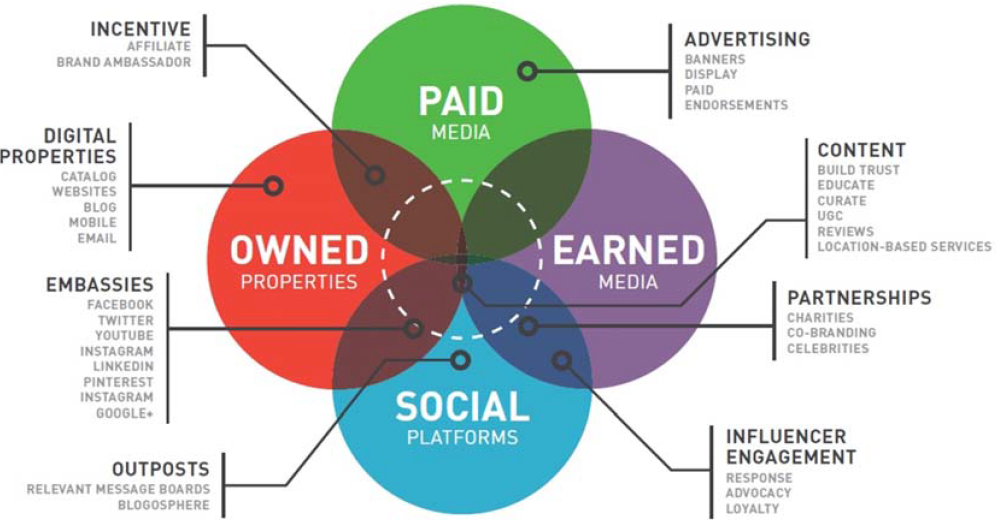 INCENTIVE
AFFILIATE
BRAND AMBASSADOR
DIGITAL
PROPERTIES
CATALOG
WEBSITES
BLOG
MOBILE
EMAIL
EMBASSIES
FACEBOOK
TWITTER
YOUTUBE
INSTAGRAM
LINKEDIN
PINTEREST
INSTAGRAM
GOOGLE+
OUTPOSTS
RELEVANT MESSAGE BOARDS
BLOGOSPHERE
PAID
MEDIA
OWNED
PROPERTIES
EARNED
MEDIA
SOCIAL
PLATFORMS
ADVERTISING
BANNERS
DISPLAY
PAID
ENDORSEMENTS
CONTENT
BUILD TRUST
EDUCATE
CURATE
UGC
REVIEWS
LOCATION-BASED SERVICES
PARTNERSHIPS
CHARITIES
CO-BRANDING
CELEBRITIES
INFLUENCER
ENGAGEMENT
RESPONSE
ADVOCACY
LOYALTY